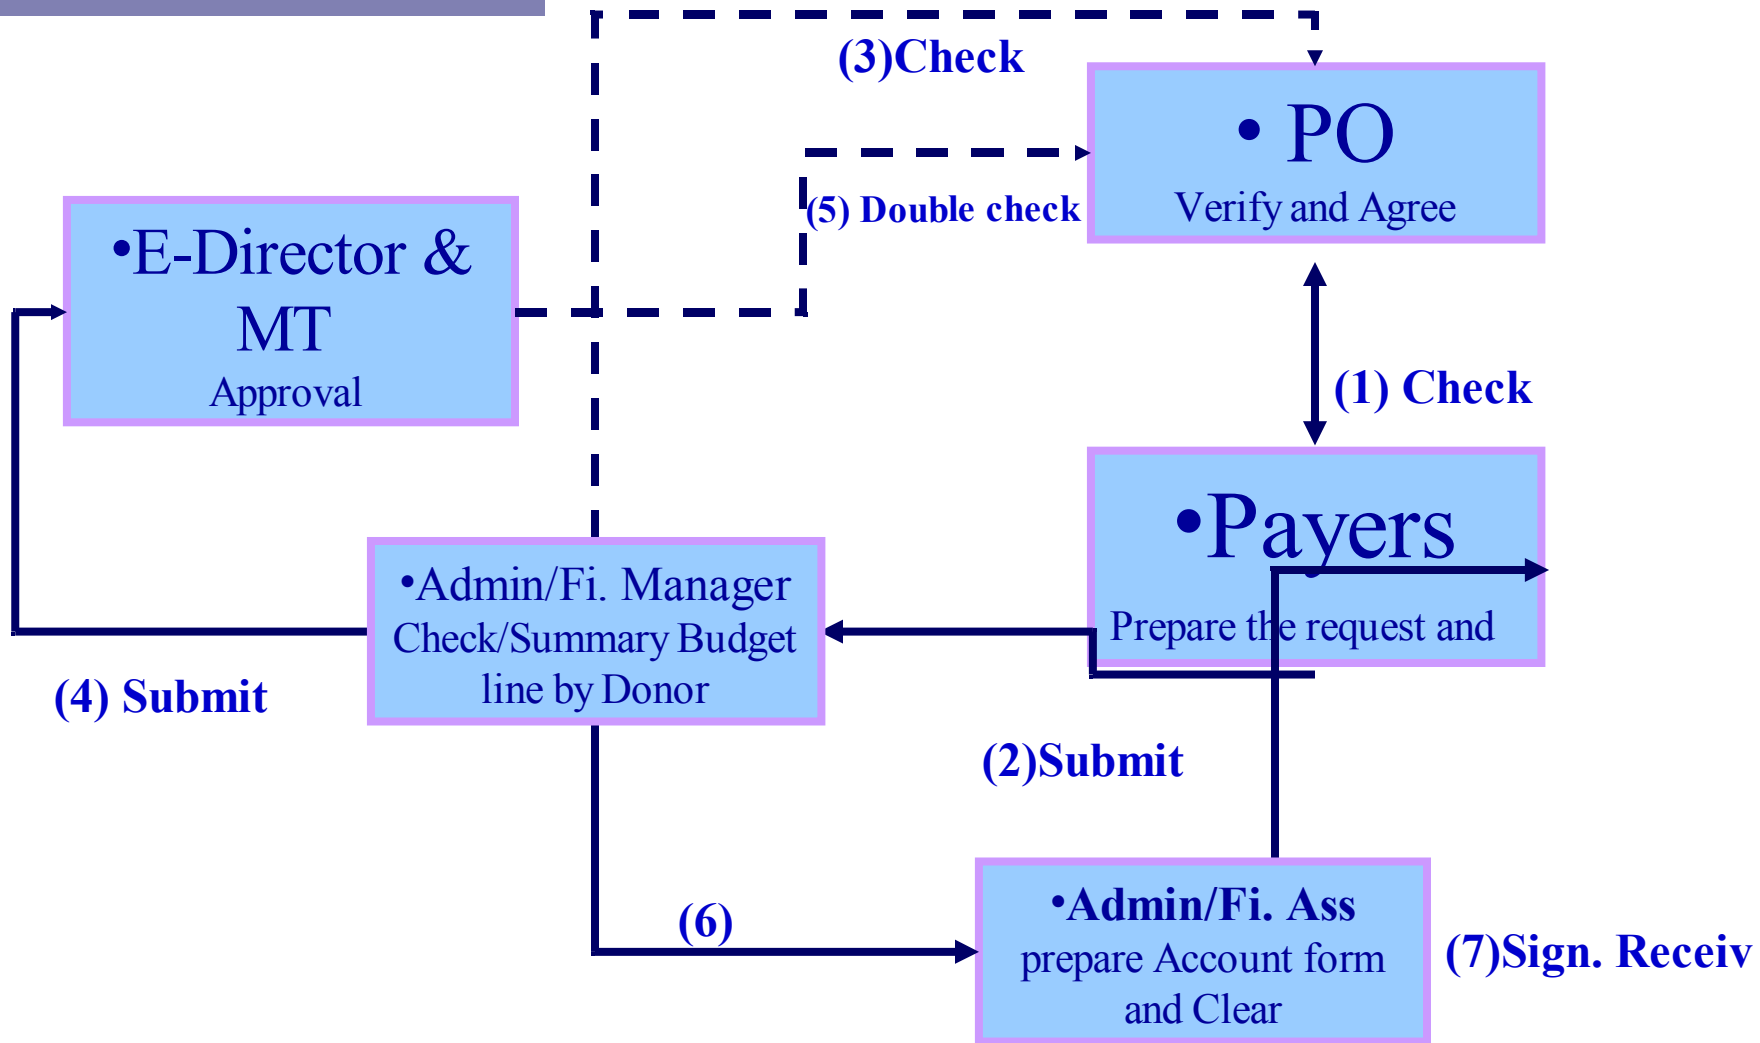 (3)Check
• PO
Verify and Agree
(5) Double check
•E-Director &
MT
Approval
(1) Check
•Payers
Prepare the request and
•Admin/Fi. Manager
Check/Summary Budget
line by Donor
(4) Submit
(2)Submit
(6)
•Admin/Fi. Ass
prepare Account form
and Clear
(7)Sign. Receiv